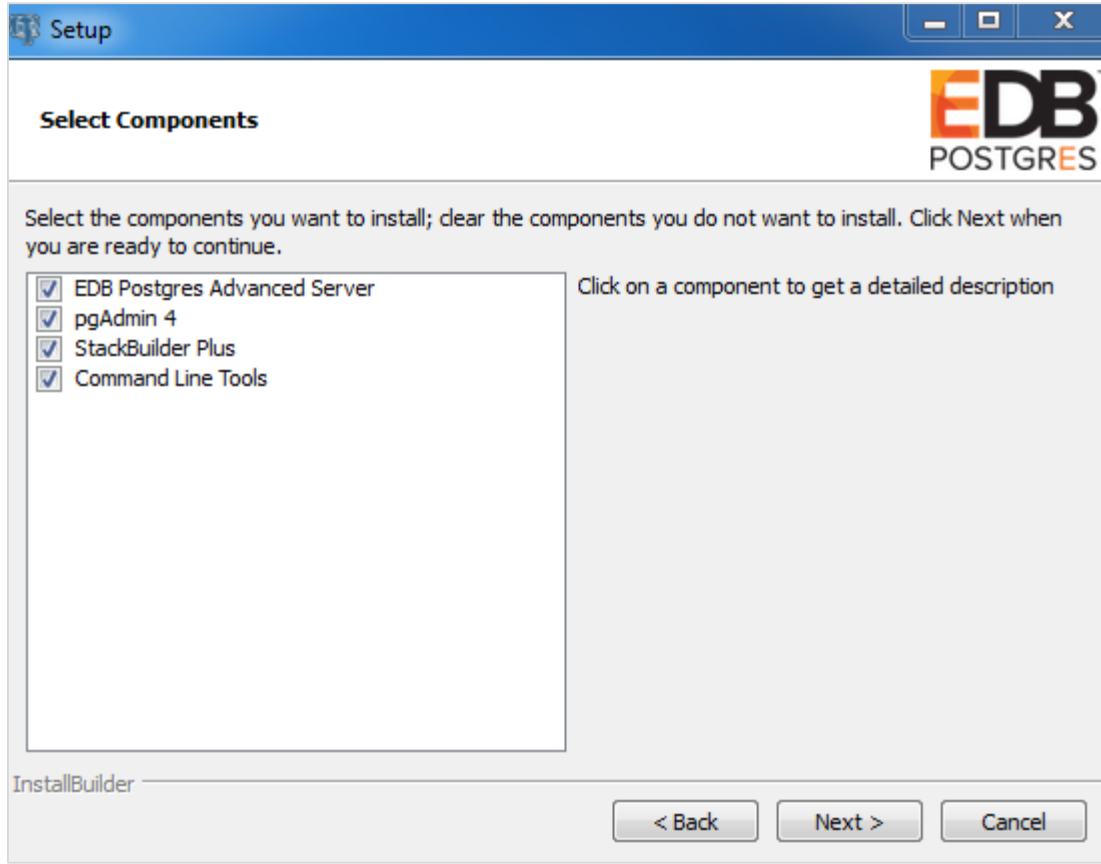 Setup
Select Components
EDB
POSTGRES
Select the components you want to install; clear the components you do not want to install. Click Next when
you are ready to continue.
EDB Postgres Advanced Server
pgAdmin 4
StackBuilder Plus
Command Line Tools
Click on a component to get a detailed description
InstallBuilder
< Back
Next >
Cancel